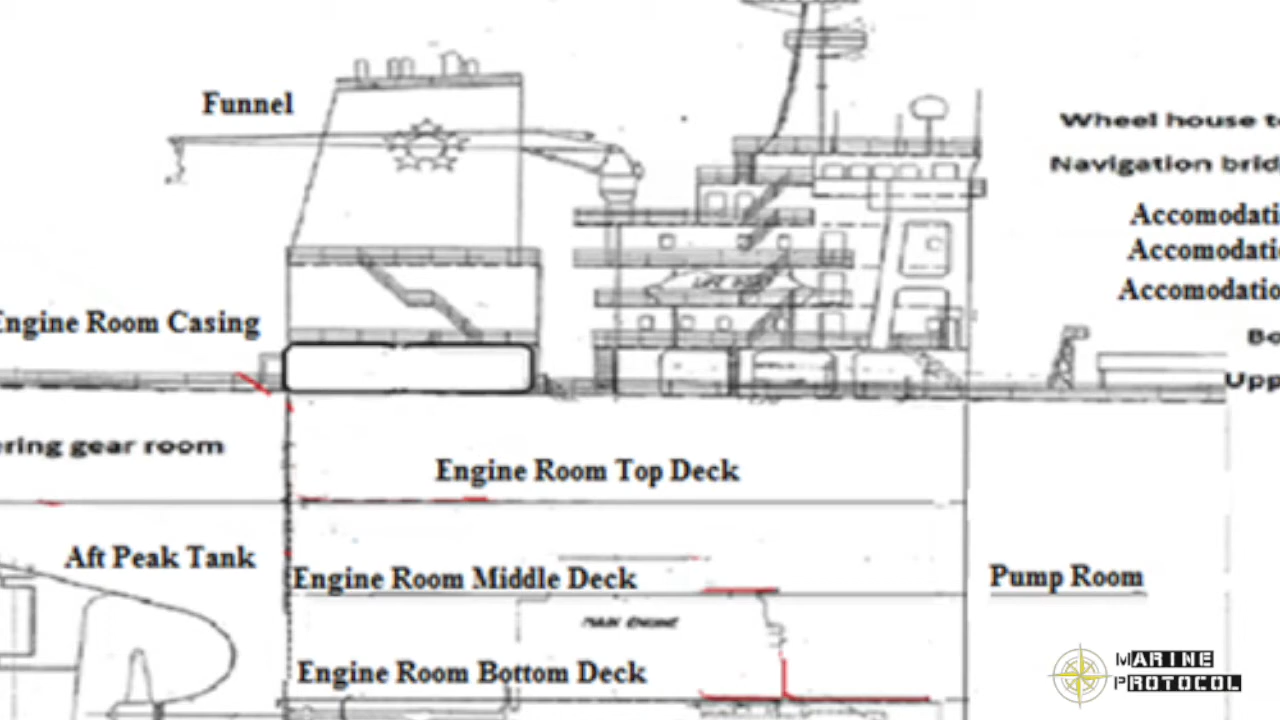 Funnel
Wheel house t
Navigation brid
Accomodati
Accomodati
Accomodatio
Engine Room Casing
Bo
Upp
ering gear room
Engine Room Top Deck
Aft Peak Tank
Engine Room Middle Deck
Pump Room
MAIN ENGINE
Engine Room Bottom Deck
MARINE
PROTOCOL